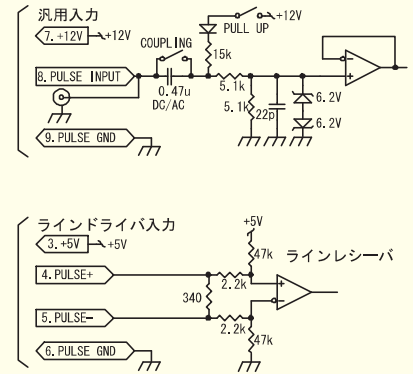 汎用入力
7. +12V
+12V
+12V
PULL UP
COUPLING
15k
8. PULSE INPUT
0.47u
DC/AC
5.1k
5.1k
22p
6.2V
6.2V
9. PULSE GND
ラインドライバ入力
3. +5V
+5V
+5V
47k
ラインレシーバ
4. PULSE+
2.2k
340
5. PULSE-
2.2k
47k
6. PULSE GND